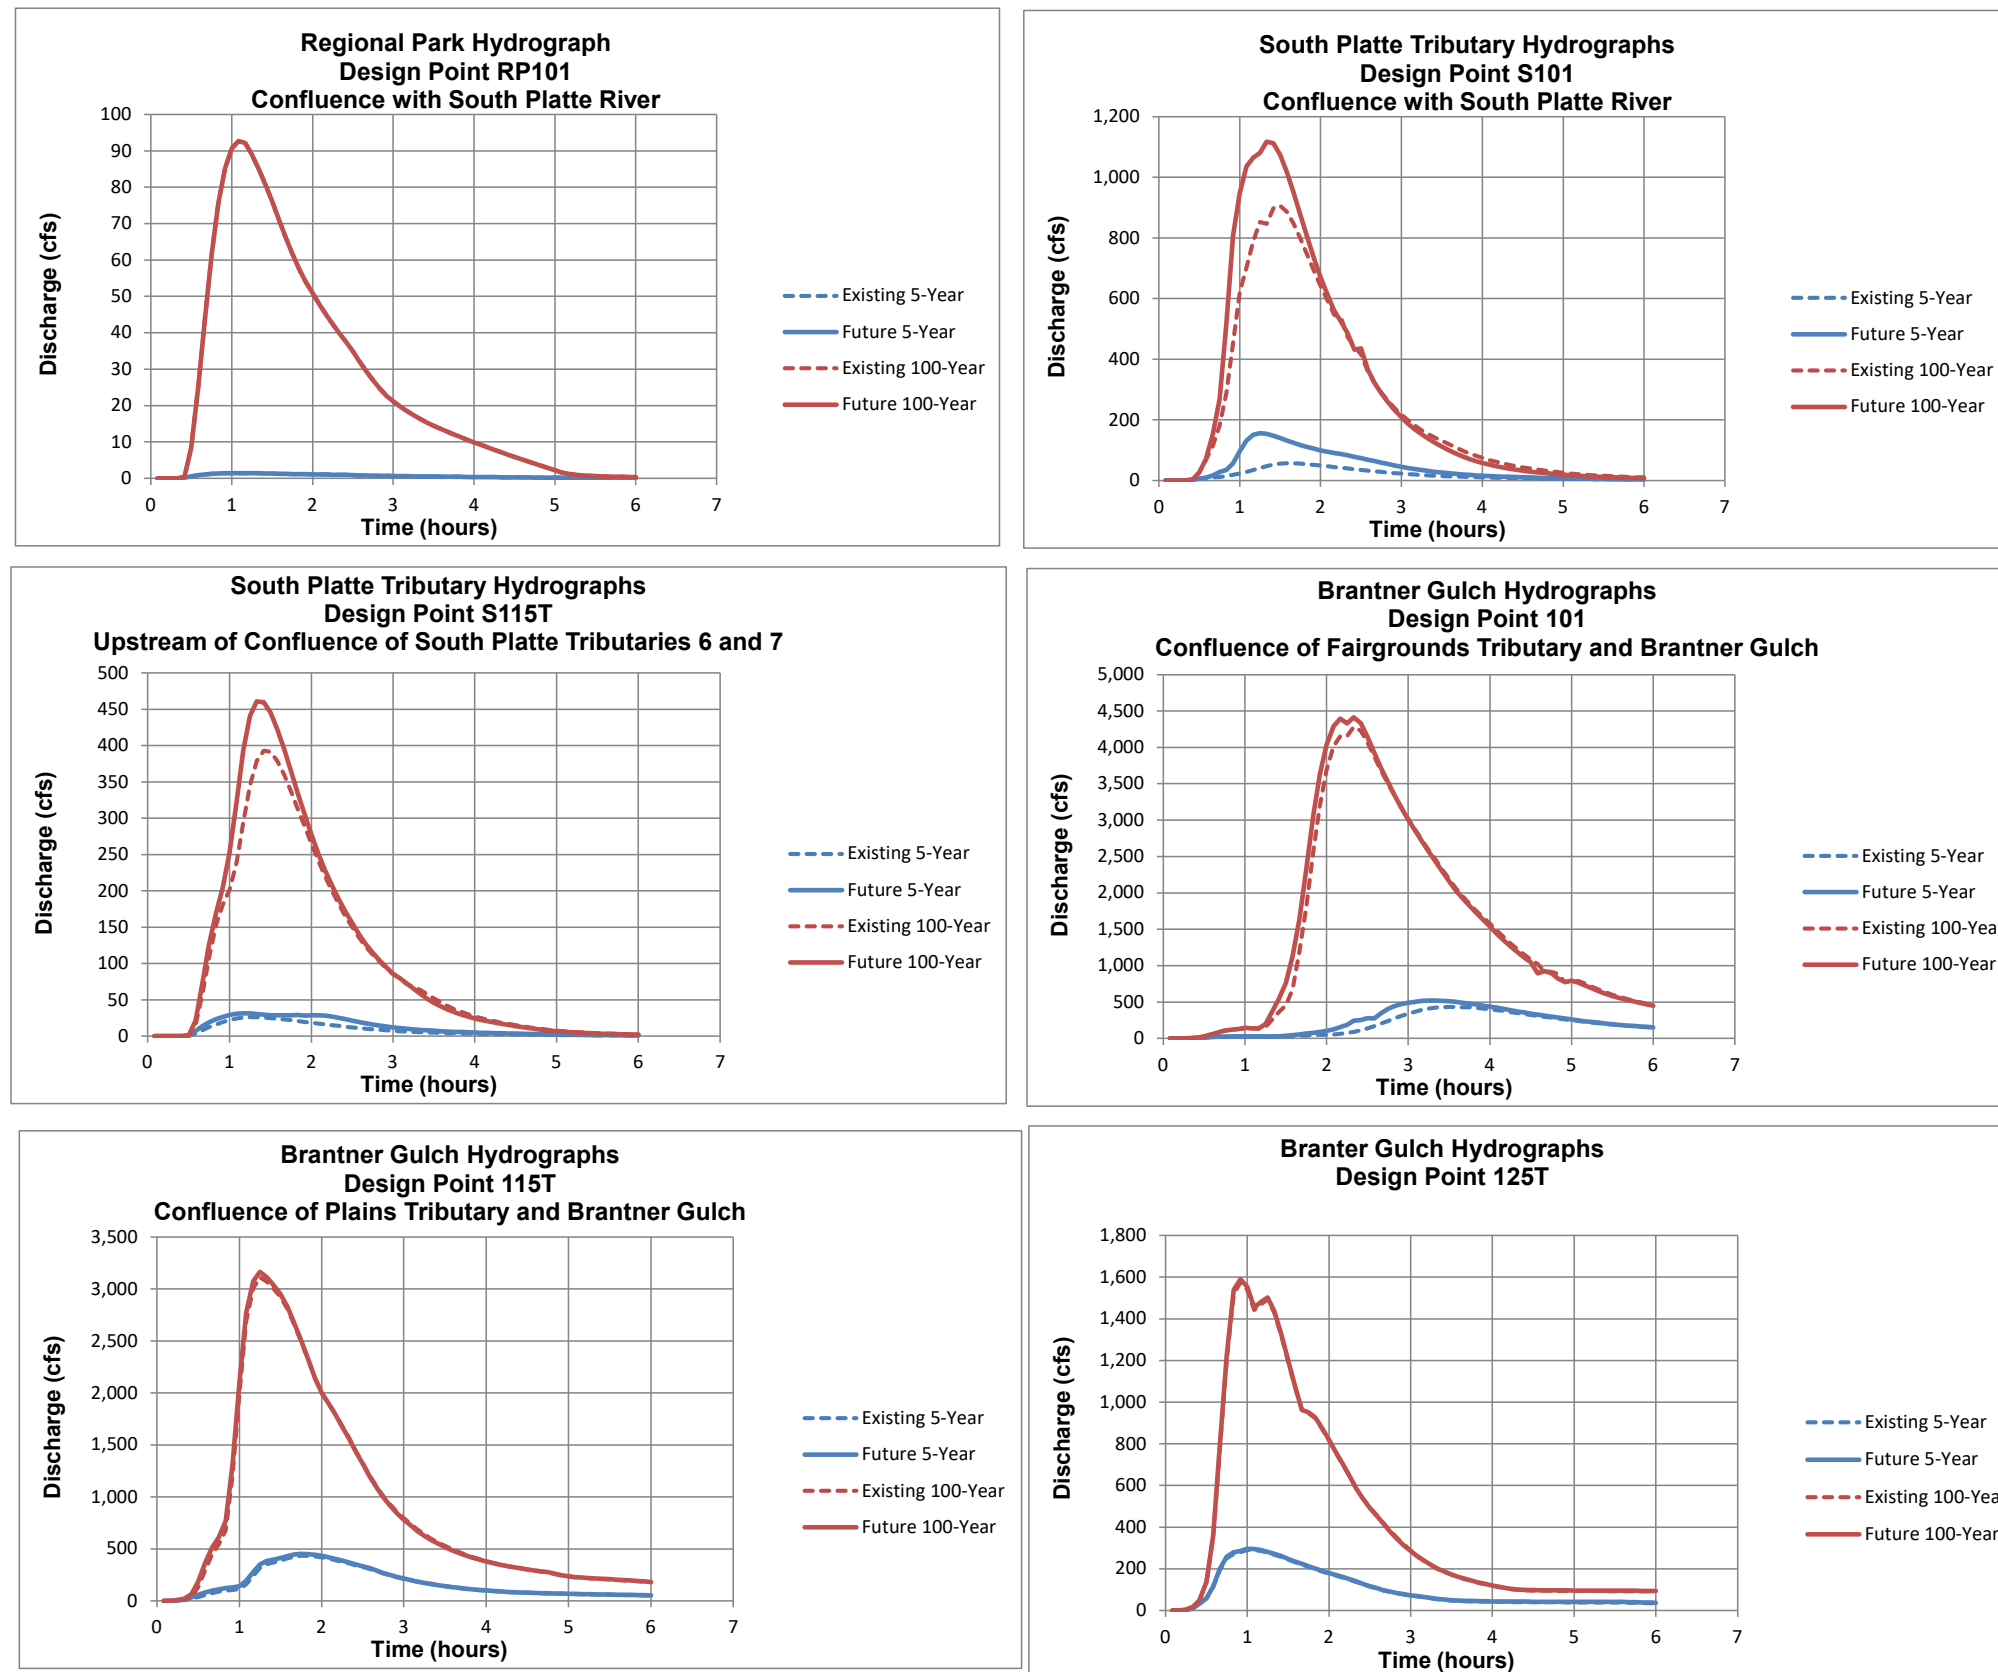 Regional Park Hydrograph
Design Point RP101
Confluence with South Platte River
100
90
80
70
60
50
40
30
20
10
0
Discharge (cfs)
0 1 2 3 4 5 6 7
Time (hours)
Existing 5-Year
Future 5-Year
Existing 100-Year
Future 100-Year
South Platte Tributary Hydrographs
Design Point S101
Confluence with South Platte River
1,200
1,000
800
600
400
200
0
Discharge (cfs)
0 1 2 3 4 5 6 7
Time (hours)
Existing 5-Year
Future 5-Year
Existing 100-Year
Future 100-Year
South Platte Tributary Hydrographs
Design Point S115T
Upstream of Confluence of South Platte Tributaries 6 and 7
500
450
400
350
300
250
200
150
100
50
0
Discharge (cfs)
0 1 2 3 4 5 6 7
Time (hours)
Existing 5-Year
Future 5-Year
Existing 100-Year
Future 100-Year
Brantner Gulch Hydrographs
Design Point 101
Confluence of Fairgrounds Tributary and Brantner Gulch
5,000
4,500
4,000
3,500
3,000
2,500
2,000
1,500
1,000
500
0
Discharge (cfs)
0 1 2 3 4 5 6 7
Time (hours)
Existing 5-Year
Future 5-Year
Existing 100-Yea
Future 100-Year
Brantner Gulch Hydrographs
Design Point 115T
Confluence of Plains Tributary and Brantner Gulch
3,500
3,000
2,500
2,000
1,500
1,000
500
0
Discharge (cfs)
0 1 2 3 4 5 6 7
Time (hours)
Existing 5-Year
Future 5-Year
Existing 100-Year
Future 100-Year
Branter Gulch Hydrographs
Design Point 125T
1,800
1,600
1,400
1,200
1,000
800
600
400
200
0
Discharge (cfs)
0 1 2 3 4 5 6 7
Time (hours)
Existing 5-Year
Future 5-Year
Existing 100-Yea
Future 100-Year